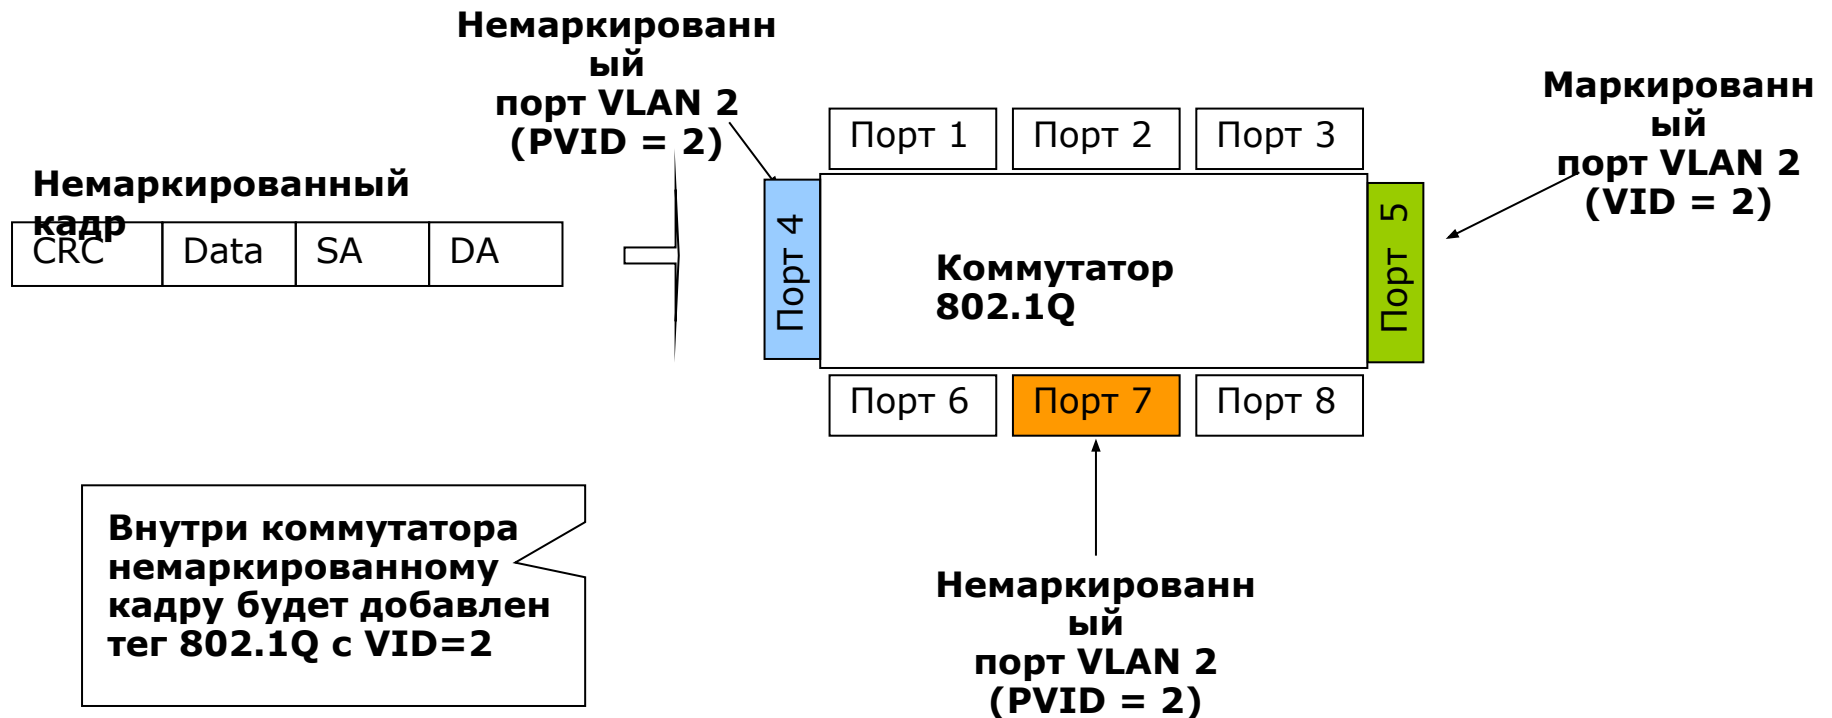 Немаркированн
ый
порт VLAN 2
(PVID = 2)
Маркированн
ый
порт VLAN 2
(VID = 2)
Немаркированный
кадр
CRC
Data
SA
DA
Порт 1
Порт 2
Порт 3
Порт 4
Коммутатор
802.1Q
Порт 5
Порт 6
Порт 7
Порт 8
Внутри коммутатора
немаркированному
кадру будет добавлен
тег 802.1Q с VID=2
Немаркированн
ый
порт VLAN 2
(PVID = 2)